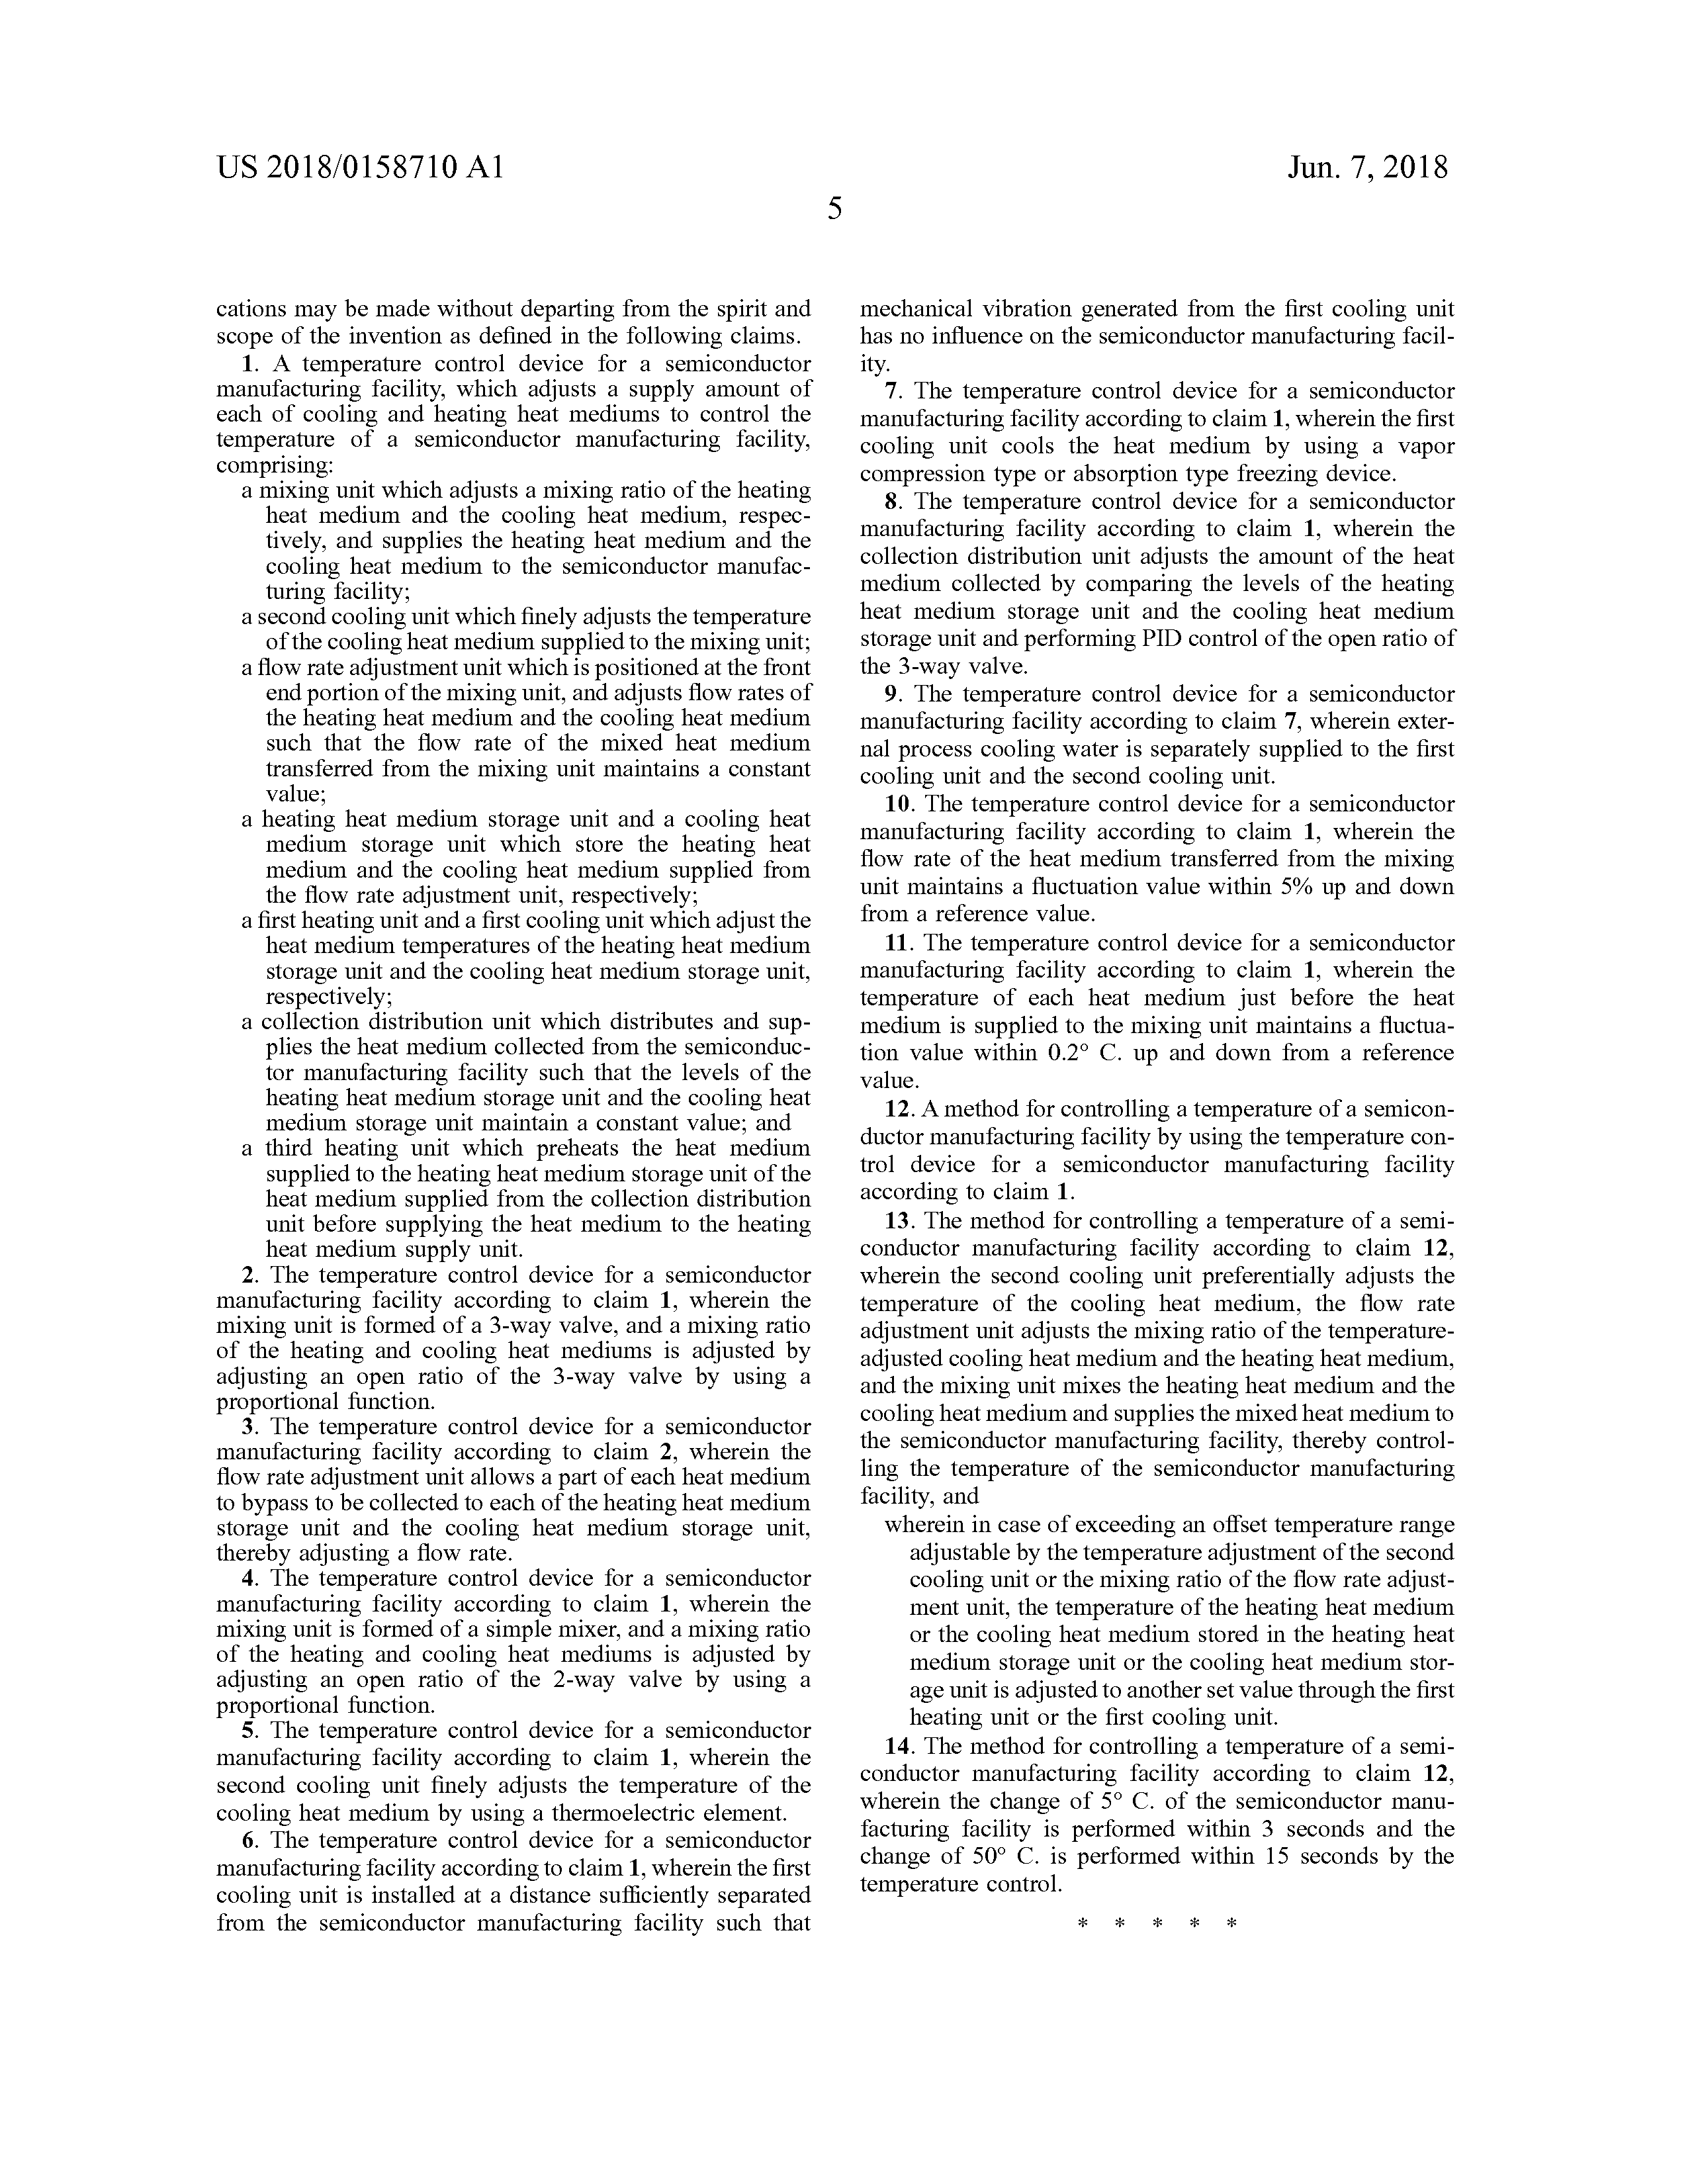 US 2018/0158710 A1
Jun. 7, 2018
5
cations may be made without departing from the spirit and
scope of the invention as defined in the following claims.
1. A temperature control device for a semiconductor
manufacturing facility, which adjusts a supply amount of
each of cooling and heating heat mediums to control the
temperature of a semiconductor manufacturing facility,
comprising:
a mixing unit which adjusts a mixing ratio of the heating
heat medium and the cooling heat medium, respec-
tively, and supplies the heating heat medium and the
cooling heat medium to the semiconductor manufac-
turing facility;
a second cooling unit which finely adjusts the temperature
of the cooling heat medium supplied to the mixing unit;
a flow rate adjustment unit which is positioned at the front
end portion of the mixing unit, and adjusts flow rates of
the heating heat medium and the cooling heat medium
such that the flow rate of the mixed heat medium
transferred from the mixing unit maintains a constant
value;
a heating heat medium storage unit and a cooling heat
medium storage unit which store the heating heat
medium and the cooling heat medium supplied from
the flow rate adjustment unit, respectively;
a first heating unit and a first cooling unit which adjust the
heat medium temperatures of the heating heat medium
storage unit and the cooling heat medium storage unit,
respectively;
a collection distribution unit which distributes and sup-
plies the heat medium collected from the semiconduc-
tor manufacturing facility such that the levels of the
heating heat medium storage unit and the cooling heat
medium storage unit maintain a constant value; and
a third heating unit which preheats the heat medium
supplied to the heating heat medium storage unit of the
heat medium supplied from the collection distribution
unit before supplying the heat medium to the heating
heat medium supply unit.
2. The temperature control device for a semiconductor
manufacturing facility according to claim 1, wherein the
mixing unit is formed of a 3-way valve, and a mixing ratio
of the heating and cooling heat mediums is adjusted by
adjusting an open ratio of the 3-way valve by using a
proportional function.
3. The temperature control device for a semiconductor
manufacturing facility according to claim 2, wherein the
flow rate adjustment unit allows a part of each heat medium
to bypass to be collected to each of the heating heat medium
storage unit and the cooling heat medium storage unit,
thereby adjusting a flow rate.
4. The temperature control device for a semiconductor
manufacturing facility according to claim 1, wherein the
mixing unit is formed of a simple mixer, and a mixing ratio
of the heating and cooling heat mediums is adjusted by
adjusting an open ratio of the 2-way valve by using a
proportional function.
5. The temperature control device for a semiconductor
manufacturing facility according to claim 1, wherein the
second cooling unit finely adjusts the temperature of the
cooling heat medium by using a thermoelectric element.
6. The temperature control device for a semiconductor
manufacturing facility according to claim 1, wherein the first
cooling unit is installed at a distance sufficiently separated
from the semiconductor manufacturing facility such that
mechanical vibration generated from the first cooling unit
has no influence on the semiconductor manufacturing facil-
ity.
7. The temperature control device for a semiconductor
manufacturing facility according to claim 1, wherein the first
cooling unit cools the heat medium by using a vapor
compression type or absorption type freezing device.
8. The temperature control device for a semiconductor
manufacturing facility according to claim 1, wherein the
collection distribution unit adjusts the amount of the heat
medium collected by comparing the levels of the heating
heat medium storage unit and the cooling heat medium
storage unit and performing PID control of the open ratio of
the 3-way valve.
9. The temperature control device for a semiconductor
manufacturing facility according to claim 7, wherein exter-
nal process cooling water is separately supplied to the first
cooling unit and the second cooling unit.
10. The temperature control device for a semiconductor
manufacturing facility according to claim 1, wherein the
flow rate of the heat medium transferred from the mixing
unit maintains a fluctuation value within 5% up and down
from a reference value.
11. The temperature control device for a semiconductor
manufacturing facility according to claim 1, wherein the
temperature of each heat medium just before the heat
medium is supplied to the mixing unit maintains a fluctua-
tion value within 0.2° C. up and down from a reference
value.
12. A method for controlling a temperature of a semicon-
ductor manufacturing facility by using the temperature con-
trol device for a semiconductor manufacturing facility
according to claim 1.
13. The method for controlling a temperature of a semi-
conductor manufacturing facility according to claim 12,
wherein the second cooling unit preferentially adjusts the
temperature of the cooling heat medium, the flow rate
adjustment unit adjusts the mixing ratio of the temperature-
adjusted cooling heat medium and the heating heat medium,
and the mixing unit mixes the heating heat medium and the
cooling heat medium and supplies the mixed heat medium to
the semiconductor manufacturing facility, thereby control-
ling the temperature of the semiconductor manufacturing
facility, and
wherein in case of exceeding an offset temperature range
adjustable by the temperature adjustment of the second
cooling unit or the mixing ratio of the flow rate adjust-
ment unit, the temperature of the heating heat medium
or the cooling heat medium stored in the heating heat
medium storage unit or the cooling heat medium stor-
age unit is adjusted to another set value through the first
heating unit or the first cooling unit.
14. The method for controlling a temperature of a semi-
conductor manufacturing facility according to claim 12,
wherein the change of 5° C. of the semiconductor manu-
facturing facility is performed within 3 seconds and the
change of 50° C. is performed within 15 seconds by the
temperature control.
* * * * *